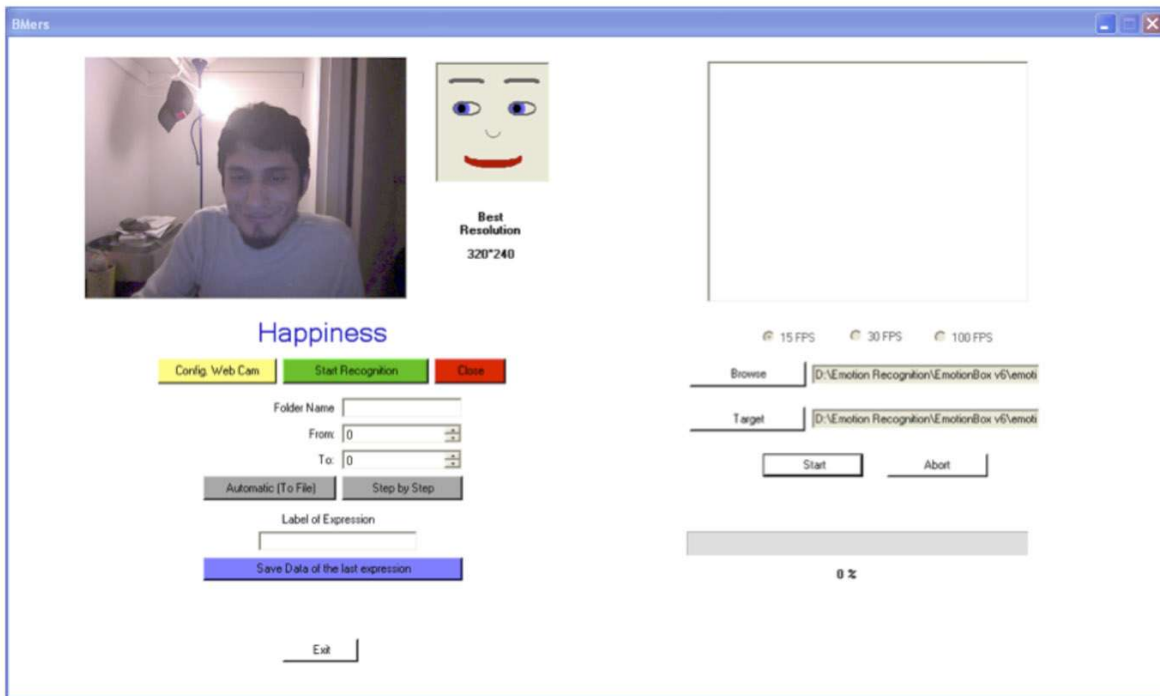 BMers
Best
Resolution
320*240
Happiness
Config. Web Cam
Start Recognition
Close
Folder Name
From:
0
To:
0
Automatic (To File)
Step by Step
Label of Expression
Save Data of the last expression
Exit
15 FPS
30 FPS
100 FPS
Browse
D:\Emotion Recognition\EmotionBox v6\emoti
Target
D:\Emotion Recognition\EmotionBox v6\emoti
Start
Abort
0 %